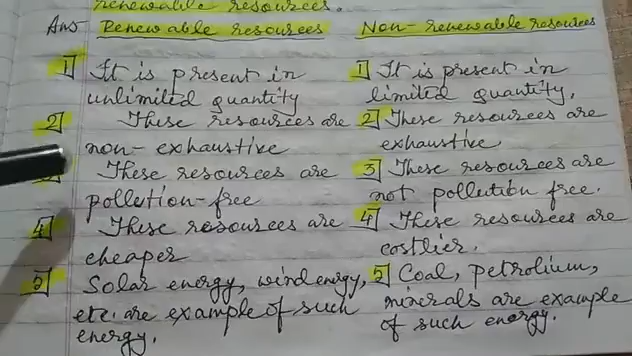 renewable resources.
Ans Renewable resources Non-renewable resources
1] It is present in
unlimited quantity
2] These resources are
non-exhaustive
These resources are
pollution-free
4] These resources are
cheaper
5] Solar energy, wind energy,
etc. are example of such
energy.
1] It is present in
limited quantity.
2] These resources are
exhaustive
3] These resources are
not pollution free.
4] These resources are
costlier.
5] Coal, petrolium,
minerals are example
of such energy.